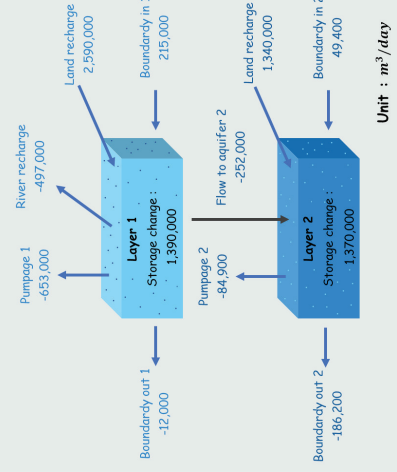 Pumpage 1
-653,000
River recharge
-497,000
Land recharge
2,590,000
Boundardy in 1
215,000
Layer 1
Storage change :
1,390,000
Boundardy out 1
-12,000
Pumpage 2
-84,900
Flow to aquifer 2
-252,000
Land recharge
1,340,000
Boundardy in 2
49,400
Layer 2
Storage change :
1,370,000
Boundardy out 2
-186,200
Unit : m³/day